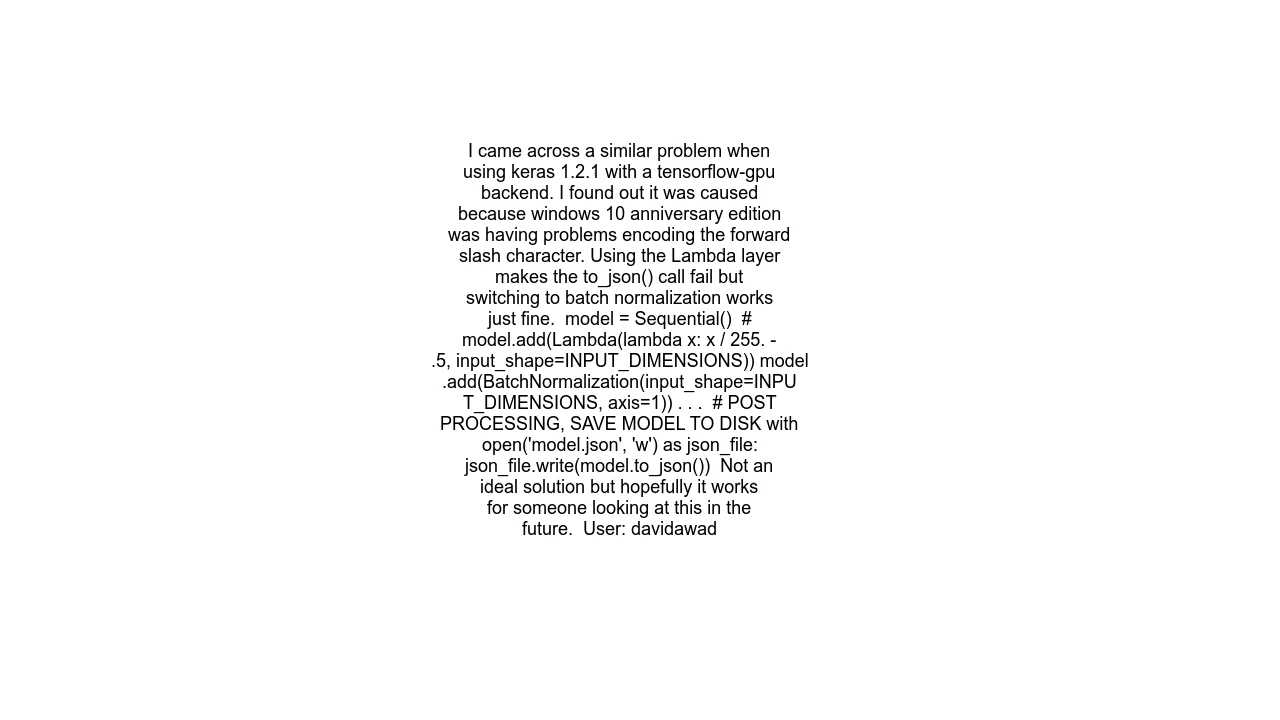 I came across a similar problem when
using keras 1.2.1 with a tensorflow-gpu
backend. I found out it was caused
because windows 10 anniversary edition
was having problems encoding the forward
slash character. Using the Lambda layer
makes the to_json() call fail but
switching to batch normalization works
just fine.  model = Sequential()  #
model.add(Lambda(lambda x: x / 255. -
.5, input_shape=INPUT_DIMENSIONS)) model
.add(BatchNormalization(input_shape=INPU
T_DIMENSIONS, axis=1)) . . .  # POST
PROCESSING, SAVE MODEL TO DISK with
open('model.json', 'w') as json_file:
json_file.write(model.to_json())  Not an
ideal solution but hopefully it works
for someone looking at this in the
future.  User: davidawad